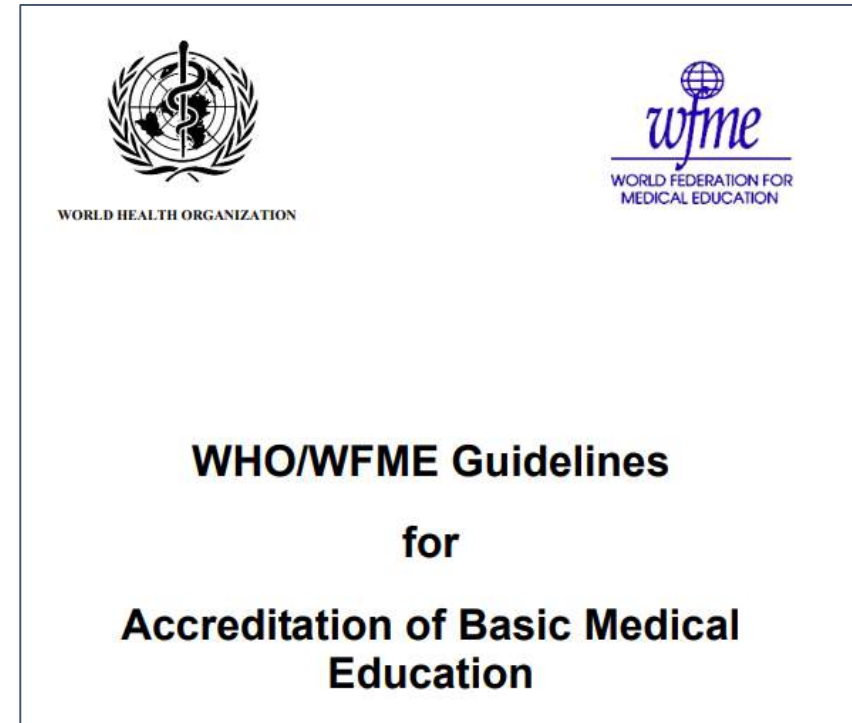 WORLD HEALTH ORGANIZATION
wfme
WORLD FEDERATION FOR
MEDICAL EDUCATION
WHO/WFME Guidelines
for
Accreditation of Basic Medical
Education